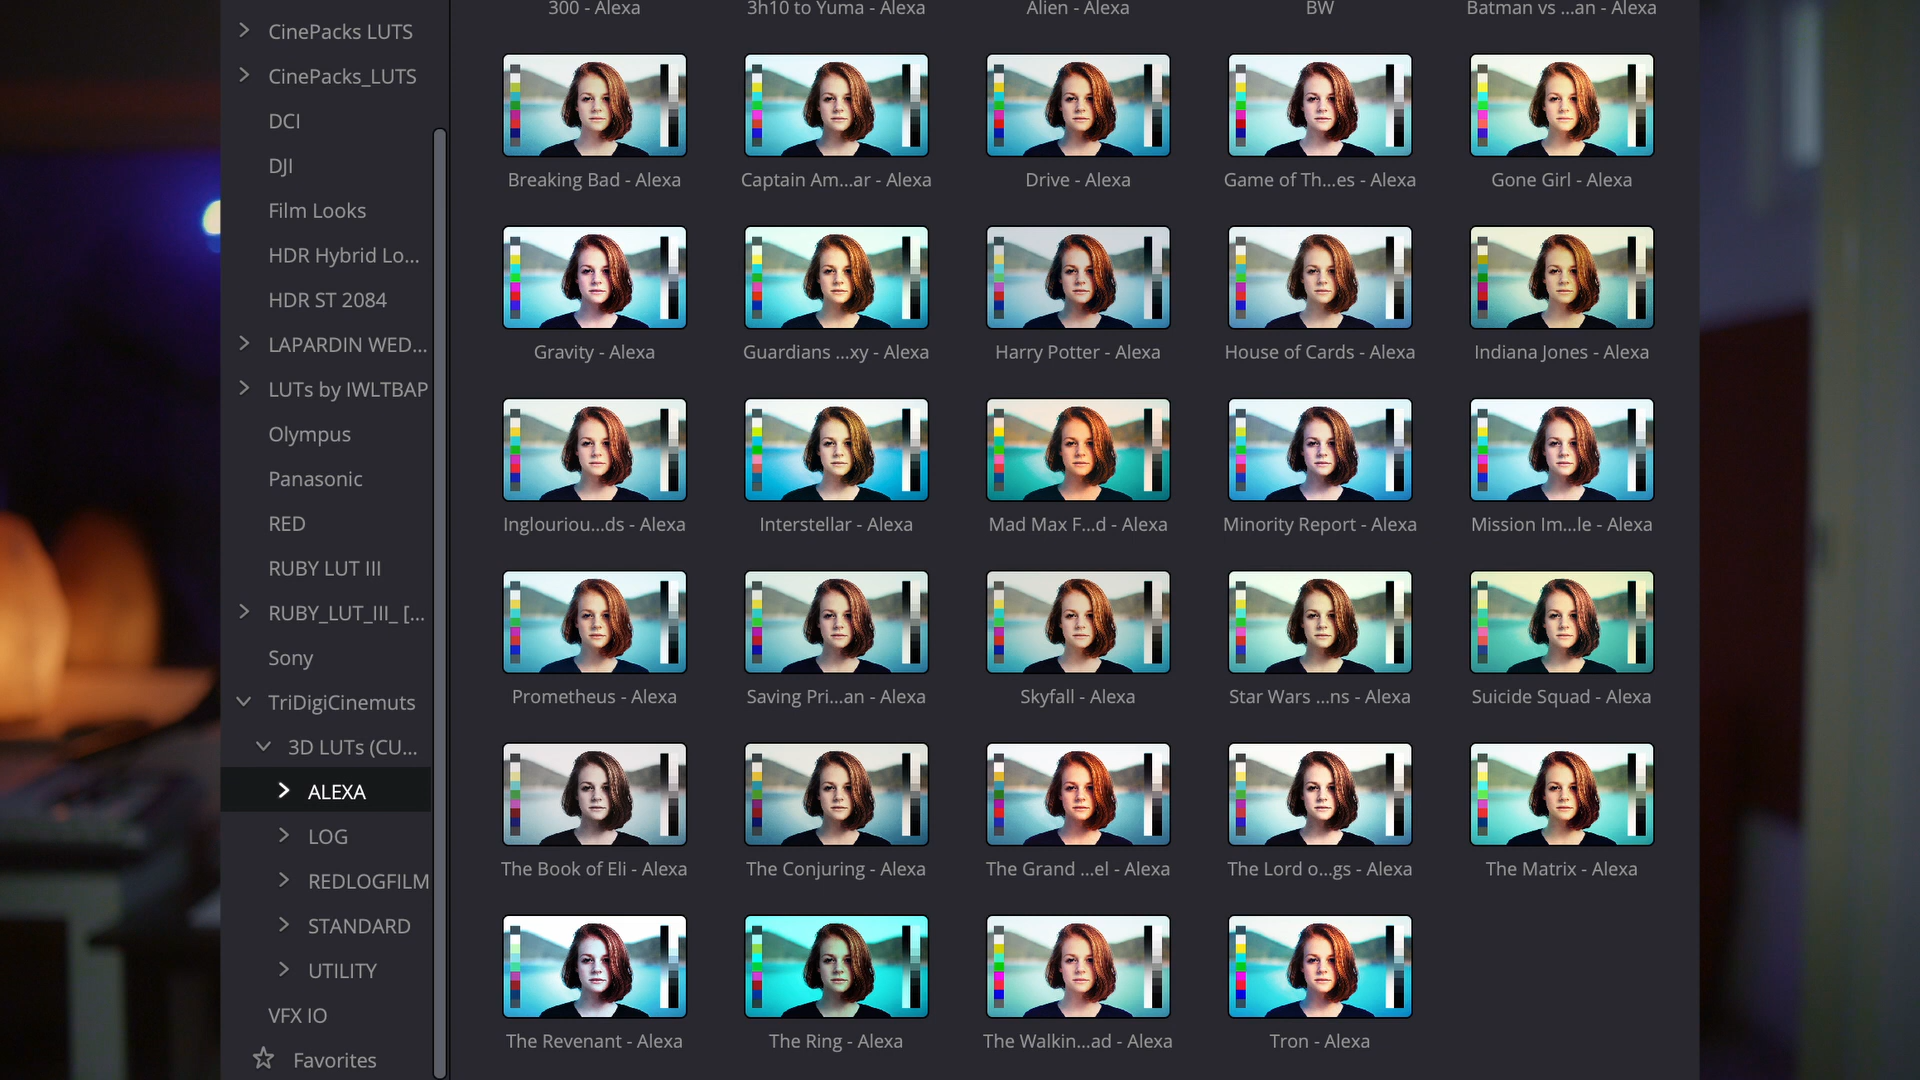 CinePacks LUTS
CinePacks_LUTS
DCI
DJI
Film Looks
HDR Hybrid Lo...
HDR ST 2084
LAPARDIN WED...
LUTs by IWLTBAP
Olympus
Panasonic
RED
RUBY LUT III
RUBY_LUT_III_ [...
Sony
TriDigiCinemuts
3D LUTs (CU...
ALEXA
LOG
REDLOGFILM
STANDARD
UTILITY
VFX IO
Favorites
300 - Alexa
3h10 to Yuma - Alexa
Alien - Alexa
BW
Batman vs ...an - Alexa
Breaking Bad - Alexa
Captain Am...ar - Alexa
Drive - Alexa
Game of Th...es - Alexa
Gone Girl - Alexa
Gravity - Alexa
Guardians ...xy - Alexa
Harry Potter - Alexa
House of Cards - Alexa
Indiana Jones - Alexa
Inglouriou...ds - Alexa
Interstellar - Alexa
Mad Max F...d - Alexa
Minority Report - Alexa
Mission Im...le - Alexa
Prometheus - Alexa
Saving Pri...an - Alexa
Skyfall - Alexa
Star Wars ...ns - Alexa
Suicide Squad - Alexa
The Book of Eli - Alexa
The Conjuring - Alexa
The Grand ...el - Alexa
The Lord o...gs - Alexa
The Matrix - Alexa
The Revenant - Alexa
The Ring - Alexa
The Walkin...ad - Alexa
Tron - Alexa